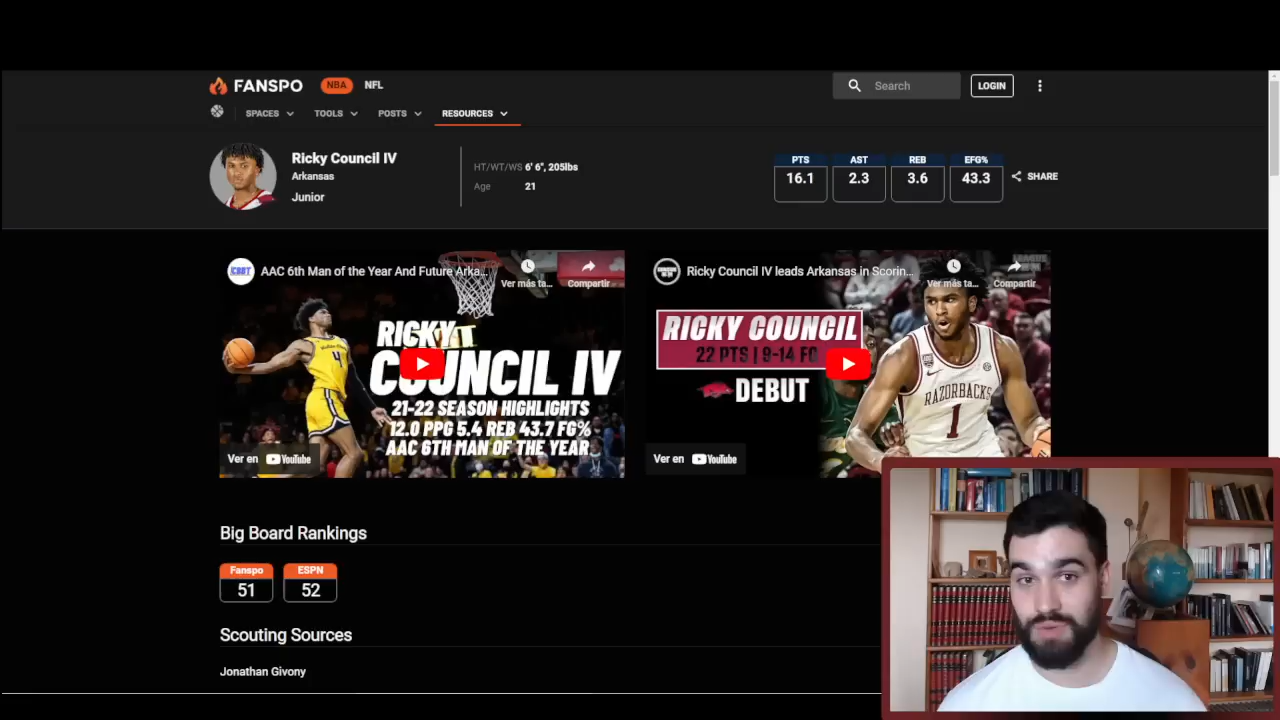 FANSPO NBA NFL
Search
LOGIN
SPACES TOOLS POSTS RESOURCES
Ricky Council IV
Arkansas
Junior
HT/WT/WS 6' 6", 205lbs
Age 21
PTS AST REB EFG%
16.1 2.3 3.6 43.3
SHARE
AAC 6th Man of the Year And Future Arka...
Ver más ta...
Compartir
RICKY
COUNCIL IV
21-22 SEASON HIGHLIGHTS
12.0 PPG 5.4 REB 43.7 FG%
AAC 6TH MAN OF THE YEAR
4
Ver en YouTube
Ricky Council IV leads Arkansas in Scorin...
Ver más ta...
Compartir
RICKY COUNCIL
22 PTS | 9-14 FG
DEBUT
RAZORBACKS
1
Ver en YouTube
Big Board Rankings
Fanspo ESPN
51 52
Scouting Sources
Jonathan Givony